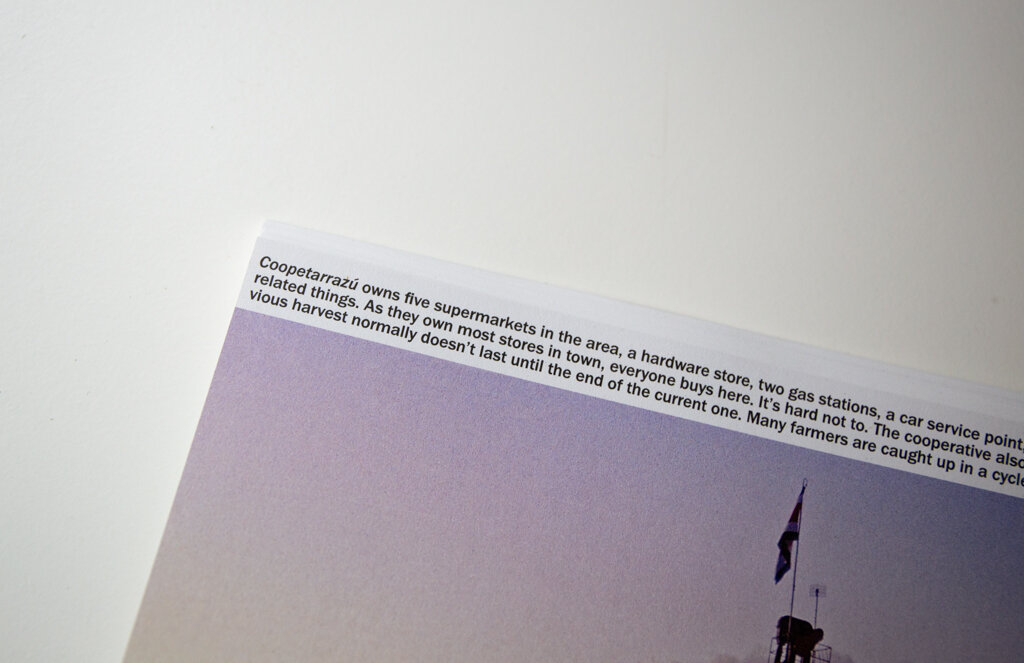 Coopetarrazú owns five supermarkets in the area, a hardware store, two gas stations, a car service point,
related things. As they own most stores in town, everyone buys here. It's hard not to. The cooperative also
vious harvest normally doesn't last until the end of the current one. Many farmers are caught up in a cycle